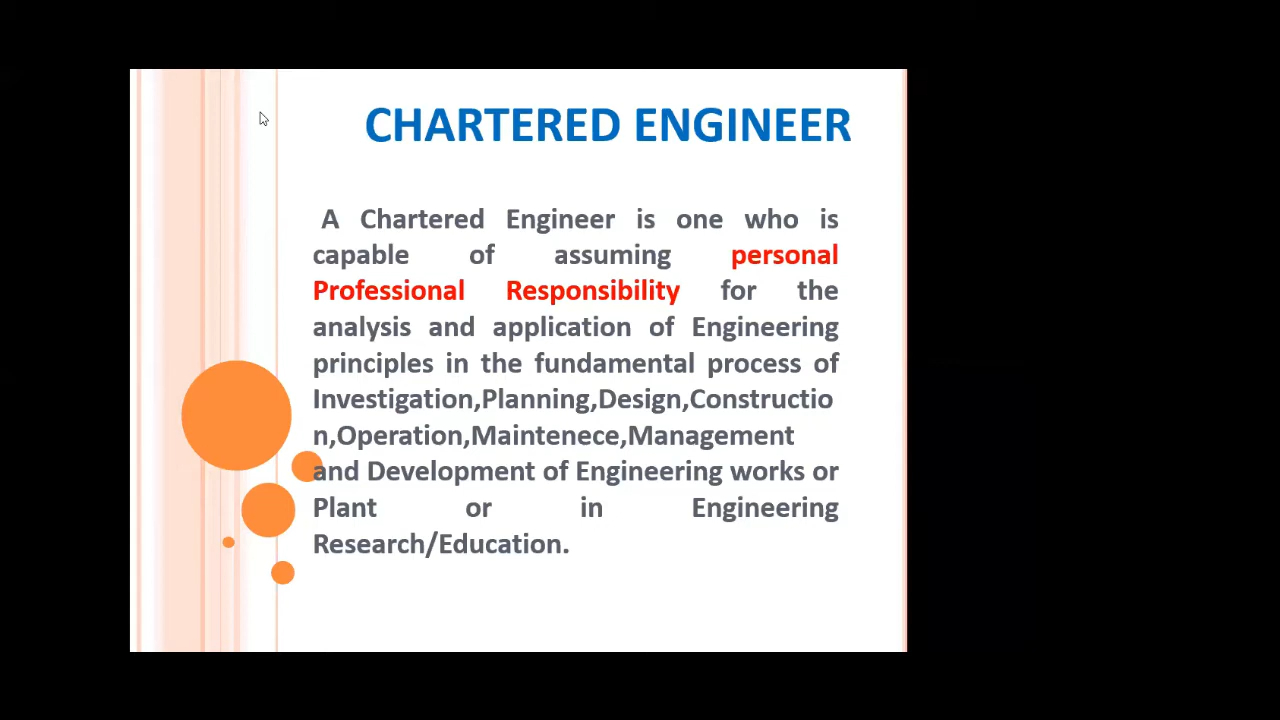 CHARTERED ENGINEER
A Chartered Engineer is one who is
capable of assuming personal
Professional Responsibility for the
analysis and application of Engineering
principles in the fundamental process of
Investigation,Planning,Design,Constructio
n,Operation,Maintenece,Management
and Development of Engineering works or
Plant or in Engineering
Research/Education.